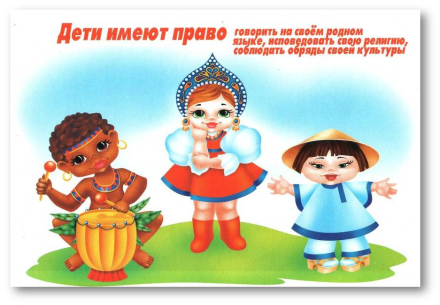 Дети имеют право говорить на своём родном
языке, исповедовать свою религию,
соблюдать обряды своей культуры